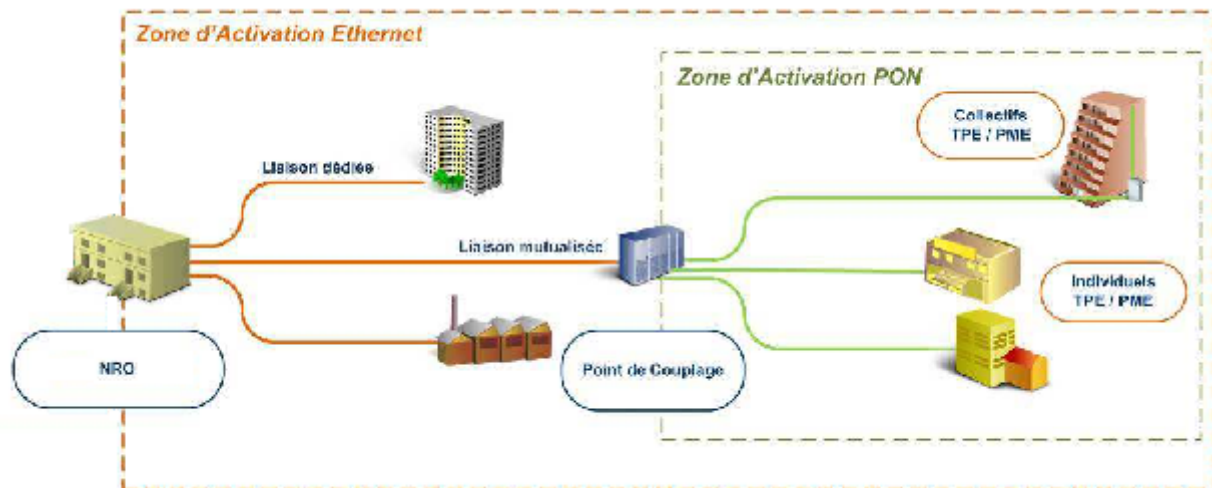 Zone d'Activation Ethernet
Zone d'Activation PON
Collectifs
TPE / PME
Liaison dédiée
Liaison mutualisée
Individuels
TPE / PME
NRO
Point de Couplage